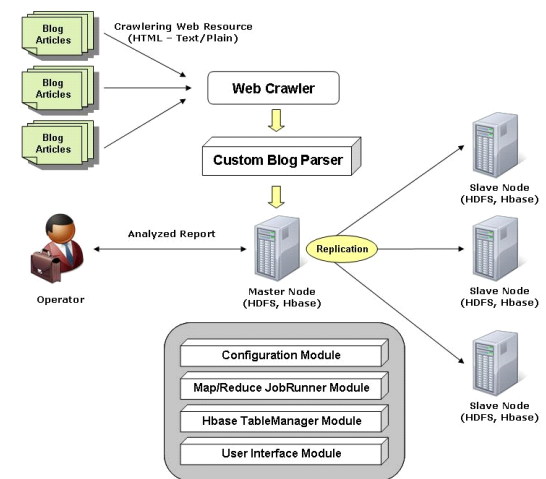 Blog
Articles
Crawlering Web Resource
(HTML – Text/Plain)
Blog
Articles
Web Crawler
Blog
Articles
Custom Blog Parser
Slave Node
(HDFS, Hbase)
Analyzed Report
Replication
Operator
Master Node
(HDFS, Hbase)
Slave Node
(HDFS, Hbase)
Configuration Module
Map/Reduce JobRunner Module
Hbase TableManager Module
User Interface Module
Slave Node
(HDFS, Hbase)